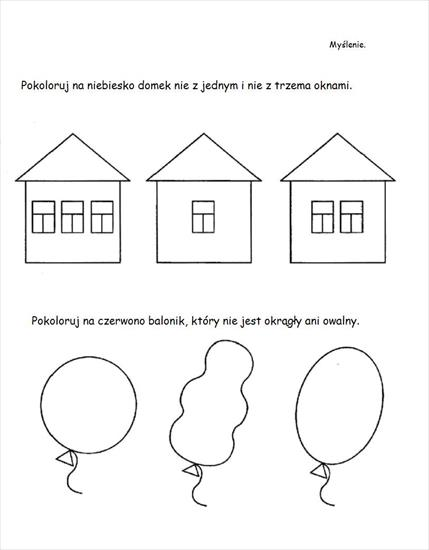 Myślenie.
Pokoloruj na niebiesko domek nie z jednym i nie z trzema oknami.
Pokoloruj na czerwono balonik, który nie jest okrągły ani owalny.